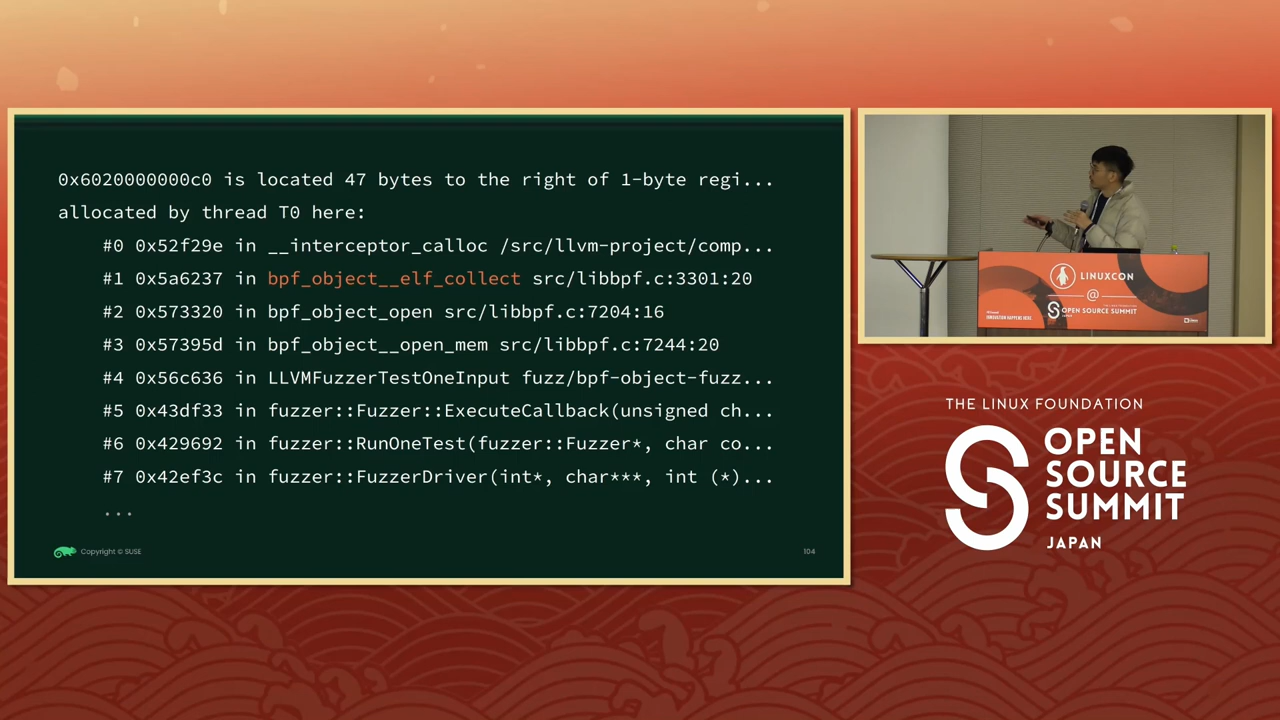 0x6020000000c0 is located 47 bytes to the right of 1-byte regi...
allocated by thread T0 here:
#0 0x52f29e in __interceptor_calloc /src/llvm-project/comp...
#1 0x5a6237 in bpf_object__elf_collect src/libbpf.c:3301:20
#2 0x573320 in bpf_object_open src/libbpf.c:7204:16
#3 0x57395d in bpf_object__open_mem src/libbpf.c:7244:20
#4 0x56c636 in LLVMFuzzerTestOneInput fuzz/bpf-object-fuzz...
#5 0x43df33 in fuzzer::Fuzzer::ExecuteCallback(unsigned ch...
#6 0x429692 in fuzzer::RunOneTest(fuzzer::Fuzzer*, char co...
#7 0x42ef3c in fuzzer::FuzzerDriver(int*, char***, int (*)...
...
Copyright © SUSE
104
LINUXCON
@
OPEN SOURCE SUMMIT
INNOVATION HAPPENS HERE
THE LINUX FOUNDATION
OPEN
SOURCE
SUMMIT
JAPAN